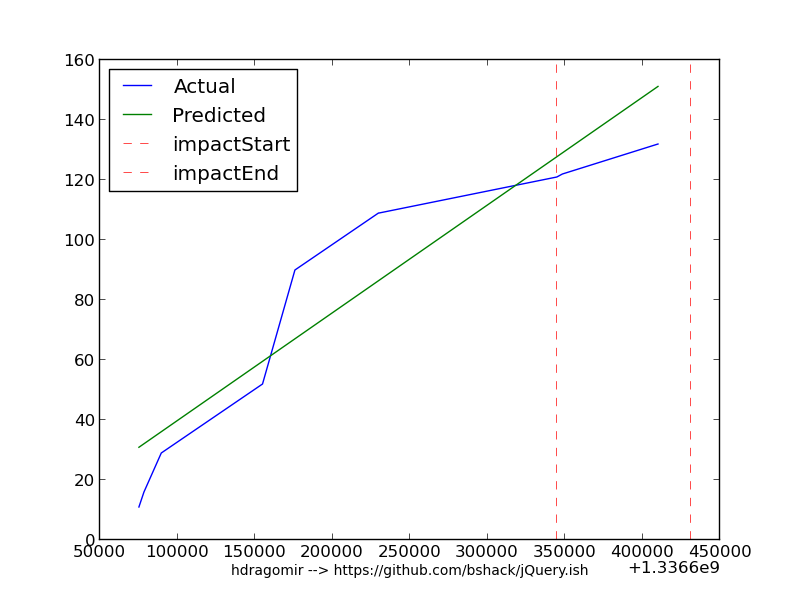 160
140
120
100
80
60
40
20
0
Actual
Predicted
impactStart
impactEnd
50000 100000 150000 200000 250000 300000 350000 400000 450000
+1.3366e9
hdragomir --> https://github.com/bshack/jQuery.ish